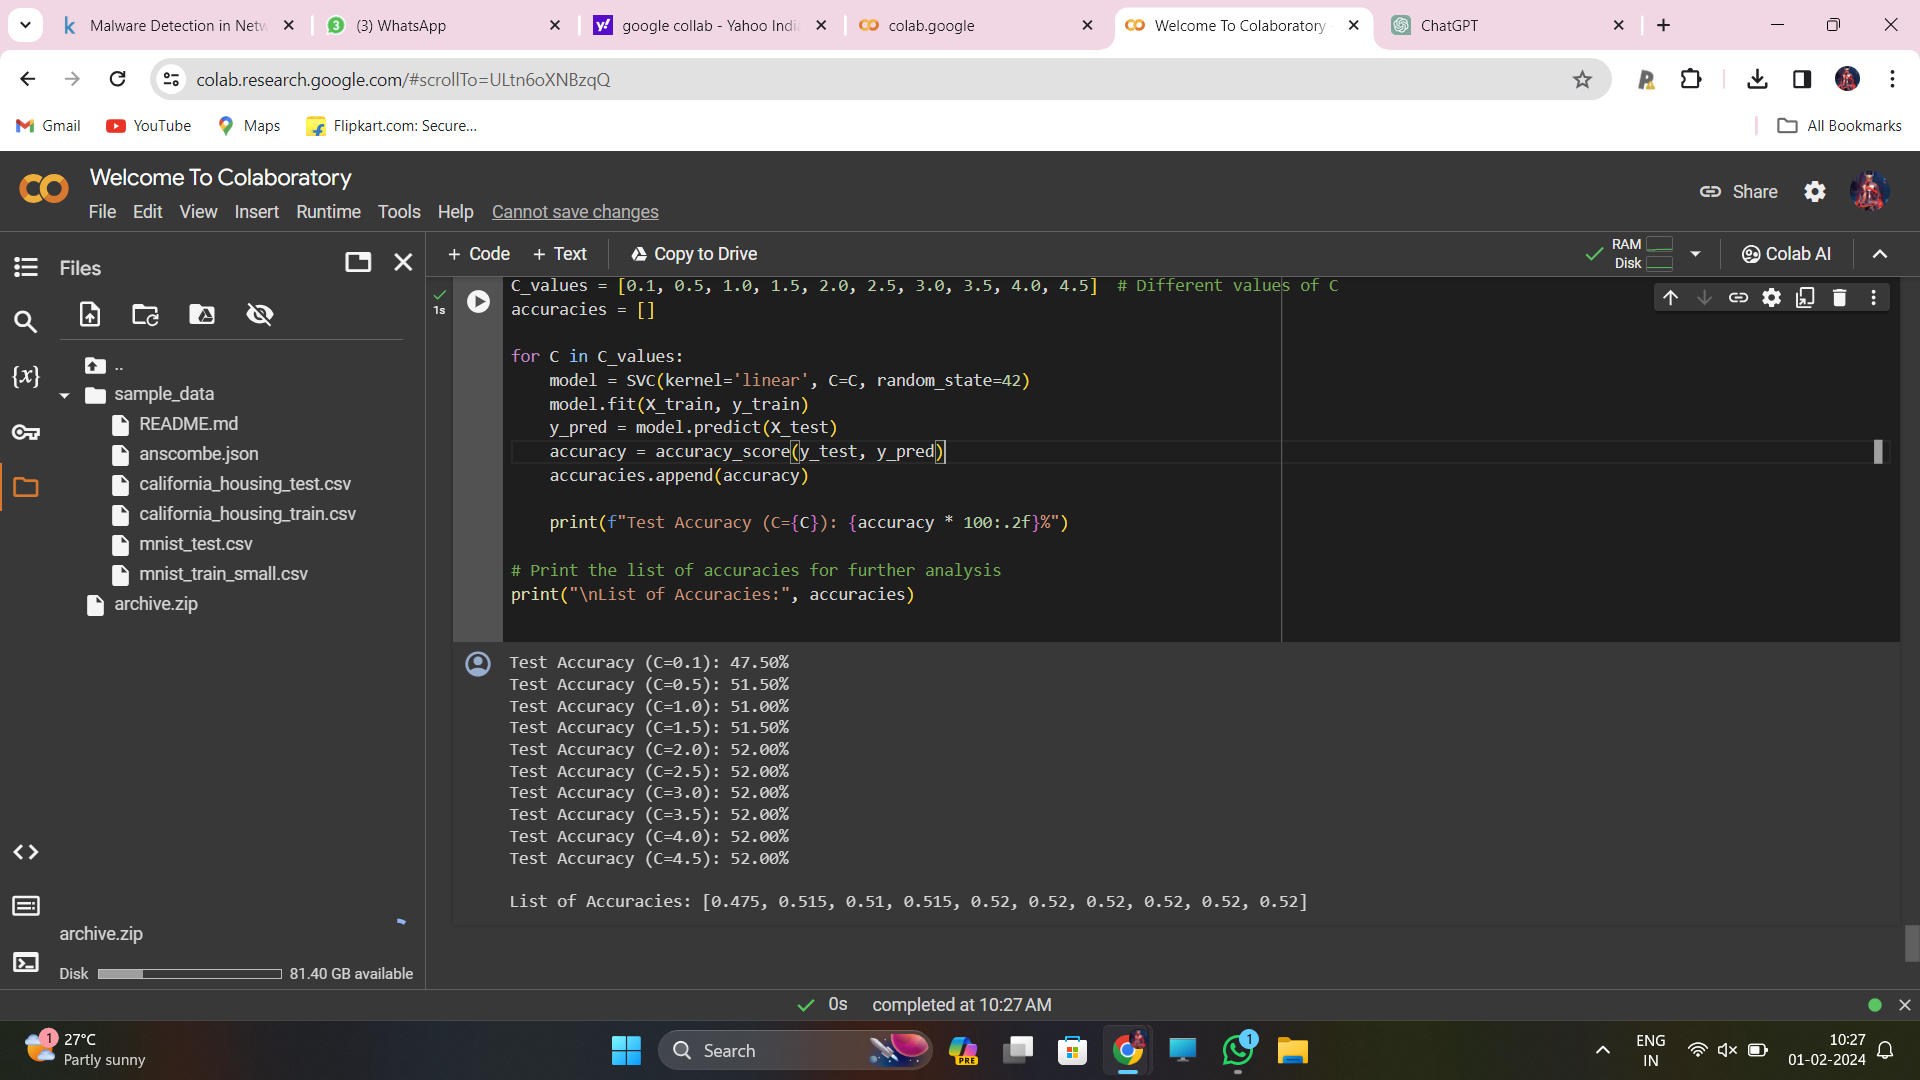 Malware Detection in Netw
(3) WhatsApp
google collab - Yahoo Indi
colab.google
Welcome To Colaboratory
ChatGPT
colab.research.google.com/#scrollTo=ULtn6oXNBzqQ
Gmail
YouTube
Maps
Flipkart.com: Secure...
All Bookmarks
Welcome To Colaboratory
File Edit View Insert Runtime Tools Help Cannot save changes
Share
Files
+ Code + Text Copy to Drive
RAM
Disk
Colab AI
..
sample_data
README.md
anscombe.json
california_housing_test.csv
california_housing_train.csv
mnist_test.csv
mnist_train_small.csv
archive.zip
archive.zip
Disk 81.40 GB available
1s
C_values = [0.1, 0.5, 1.0, 1.5, 2.0, 2.5, 3.0, 3.5, 4.0, 4.5]  # Different values of C
accuracies = []
for C in C_values:
    model = SVC(kernel='linear', C=C, random_state=42)
    model.fit(X_train, y_train)
    y_pred = model.predict(X_test)
    accuracy = accuracy_score(y_test, y_pred)
    accuracies.append(accuracy)
    print(f"Test Accuracy (C={C}): {accuracy * 100:.2f}%")
# Print the list of accuracies for further analysis
print("\nList of Accuracies:", accuracies)
Test Accuracy (C=0.1): 47.50%
Test Accuracy (C=0.5): 51.50%
Test Accuracy (C=1.0): 51.00%
Test Accuracy (C=1.5): 51.50%
Test Accuracy (C=2.0): 52.00%
Test Accuracy (C=2.5): 52.00%
Test Accuracy (C=3.0): 52.00%
Test Accuracy (C=3.5): 52.00%
Test Accuracy (C=4.0): 52.00%
Test Accuracy (C=4.5): 52.00%
List of Accuracies: [0.475, 0.515, 0.51, 0.515, 0.52, 0.52, 0.52, 0.52, 0.52, 0.52]
0s completed at 10:27 AM
1
27°C
Partly sunny
Search
PRE
1
ENG
IN
10:27
01-02-2024